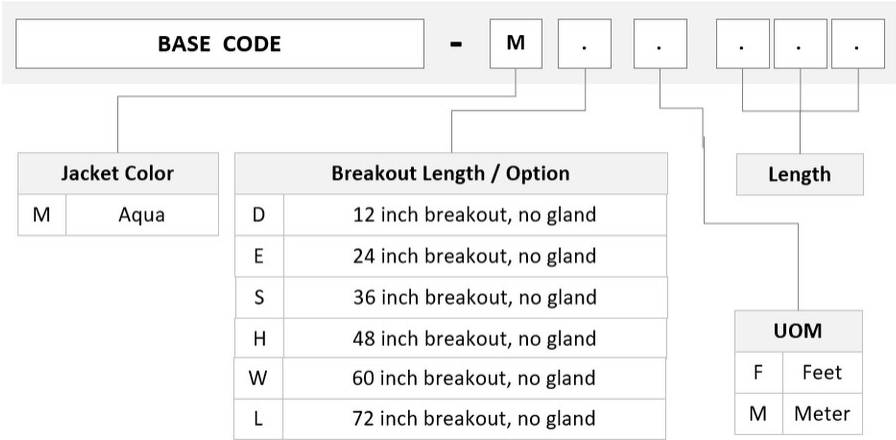 BASE CODE - M . . . . .
Jacket Color
M Aqua
Breakout Length / Option
D 12 inch breakout, no gland
E 24 inch breakout, no gland
S 36 inch breakout, no gland
H 48 inch breakout, no gland
W 60 inch breakout, no gland
L 72 inch breakout, no gland
Length
UOM
F Feet
M Meter